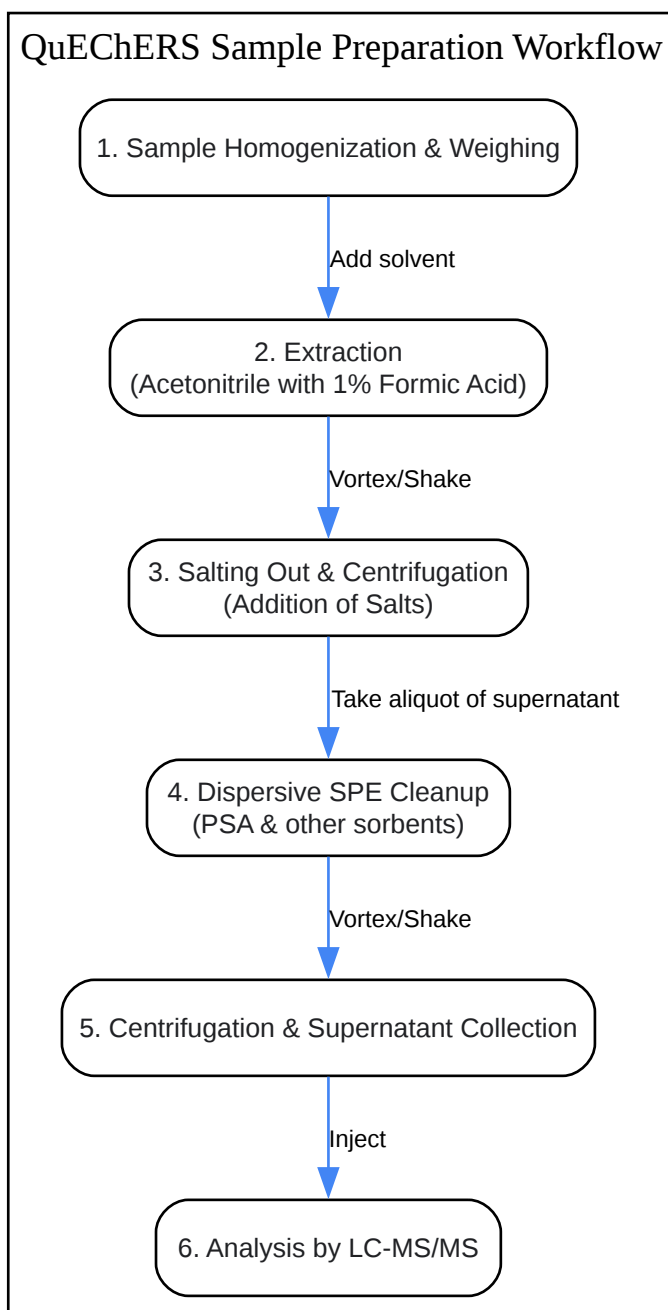 QuEChERS Sample Preparation Workflow
1. Sample Homogenization & Weighing
Add solvent
2. Extraction
(Acetonitrile with 1% Formic Acid)
Vortex/Shake
3. Salting Out & Centrifugation
(Addition of Salts)
Take aliquot of supernatant
4. Dispersive SPE Cleanup
(PSA & other sorbents)
Vortex/Shake
5. Centrifugation & Supernatant Collection
Inject
6. Analysis by LC-MS/MS